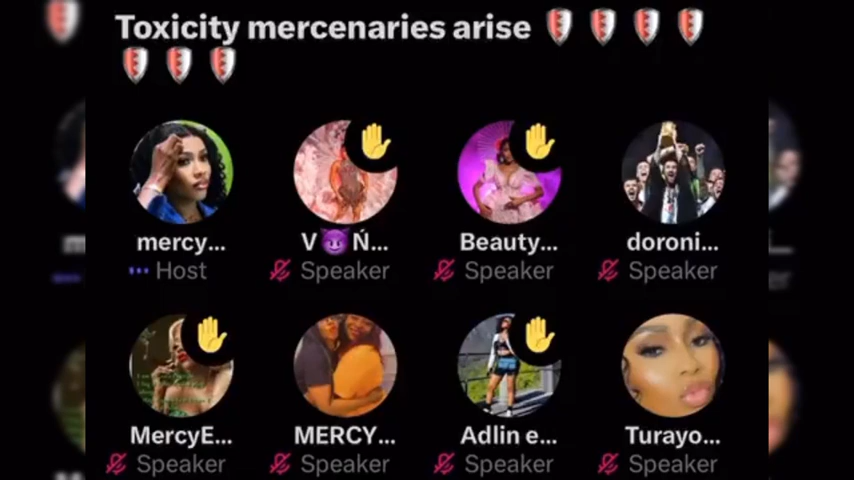 Toxicity mercenaries arise
mercy... V😈Ń... Beauty... doroni...
Host Speaker Speaker Speaker
MercyE... MERCY... Adlin e... Turayo...
Speaker Speaker Speaker Speaker